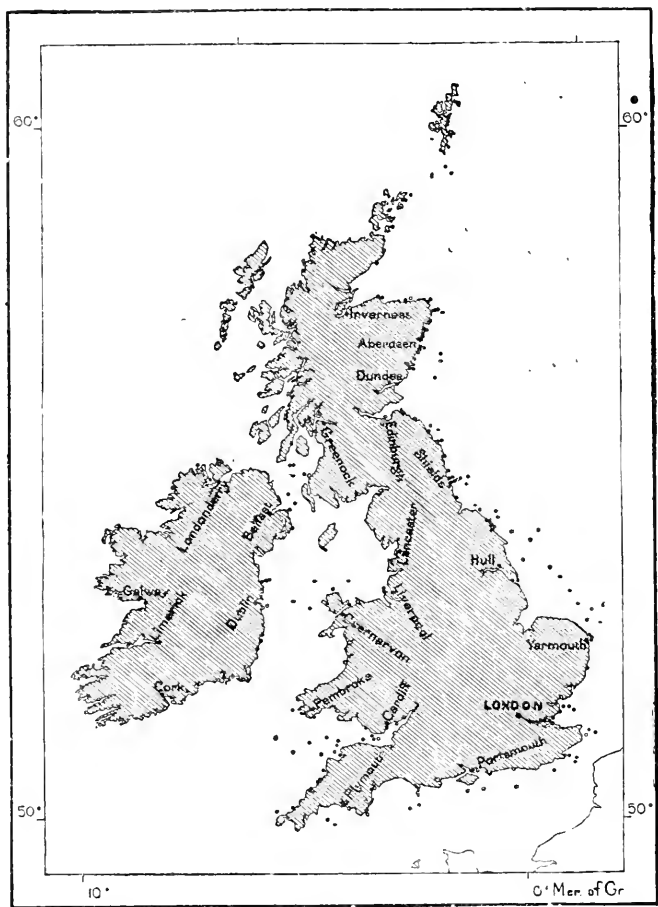 60°
60°
Inverness
Aberdeen
Dundee
Edinburgh
Greenock
Shields
Londonderry
Belfast
Lancaster
Hull
Galway
Limerick
Dublin
Liverpool
Caernarvon
Yarmouth
Cork
Pembroke
Cardiff
LONDON
Portsmouth
Plymouth
50°
50°
10°
0° Mer. of Gr